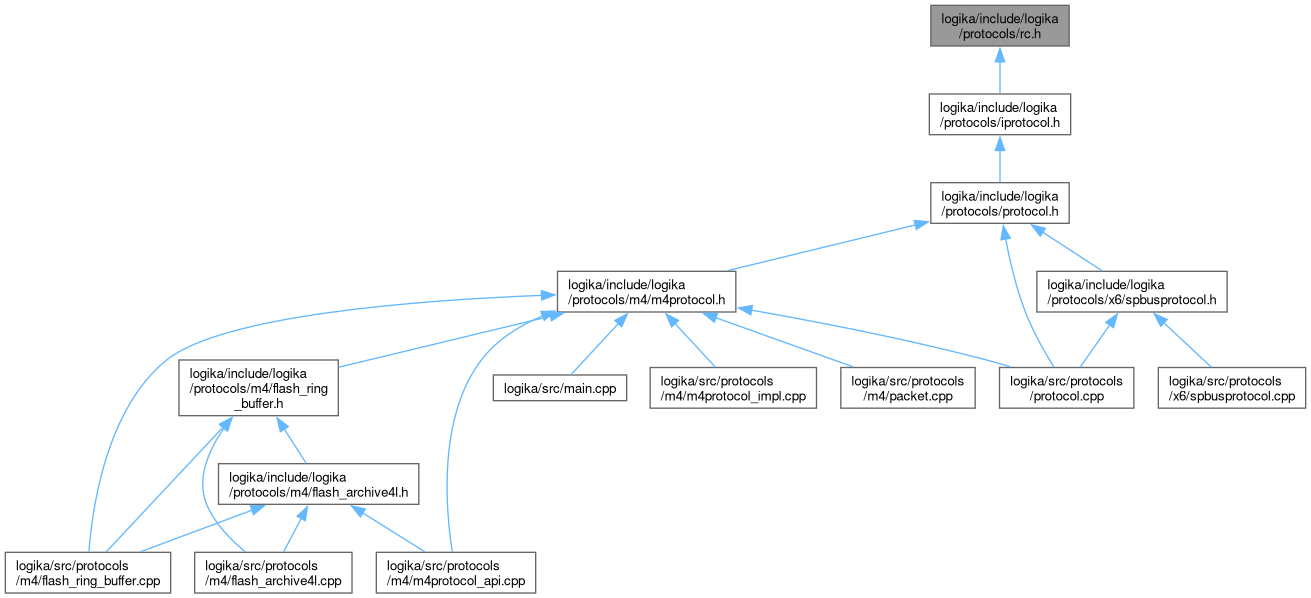 logika/include/logika
/protocols/rc.h
logika/include/logika
/protocols/iprotocol.h
logika/include/logika
/protocols/protocol.h
logika/include/logika
/protocols/m4/m4protocol.h
logika/include/logika
/protocols/x6/spbusprotocol.h
logika/include/logika
/protocols/m4/flash_ring
_buffer.h
logika/src/main.cpp
logika/src/protocols
/m4/m4protocol_impl.cpp
logika/src/protocols
/m4/packet.cpp
logika/src/protocols
/protocol.cpp
logika/src/protocols
/x6/spbusprotocol.cpp
logika/include/logika
/protocols/m4/flash_archive4l.h
logika/src/protocols
/m4/flash_ring_buffer.cpp
logika/src/protocols
/m4/flash_archive4l.cpp
logika/src/protocols
/m4/m4protocol_api.cpp